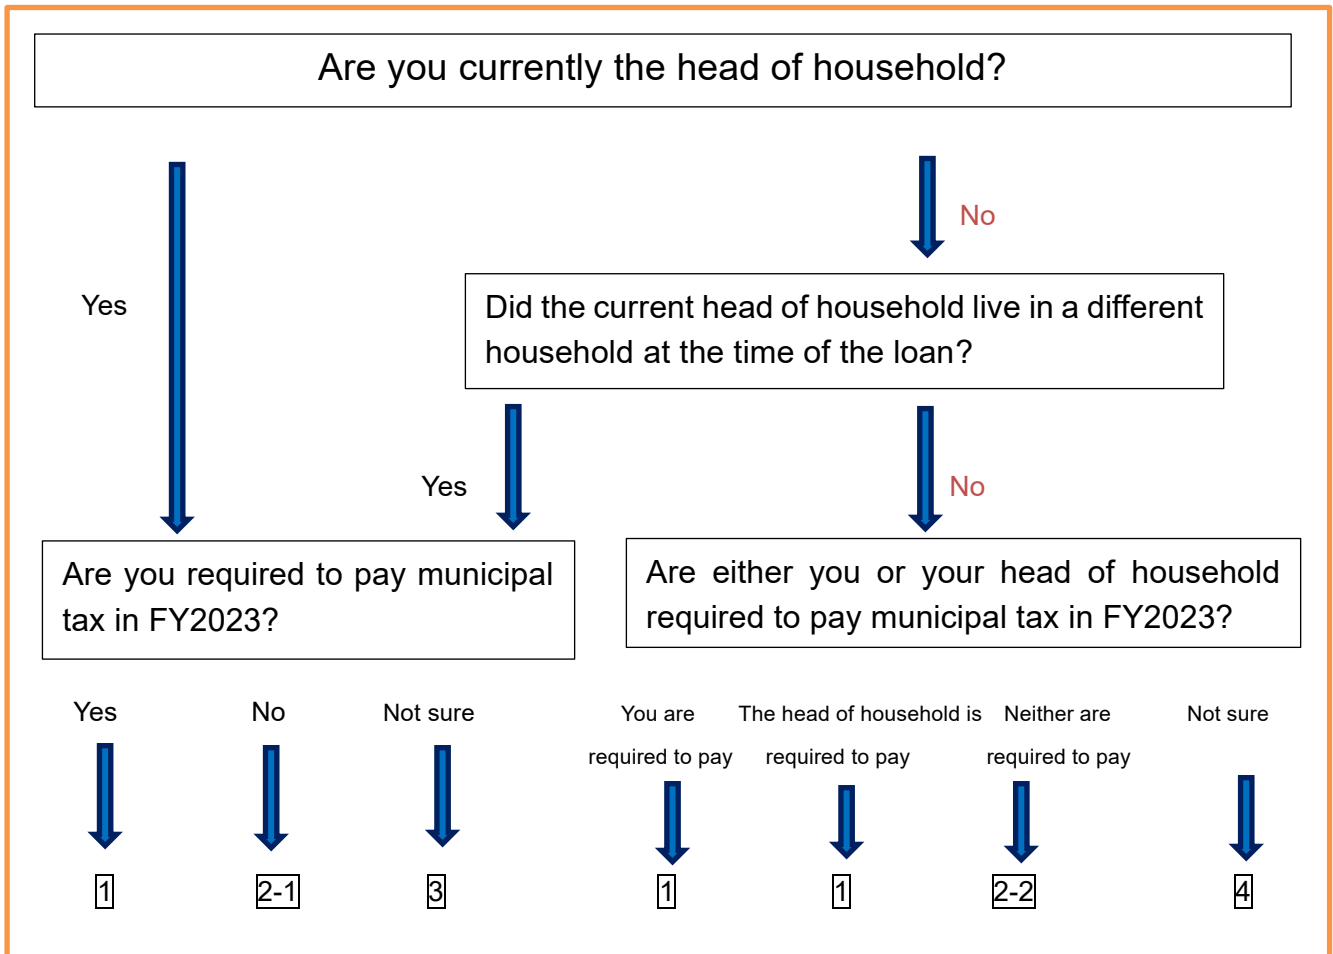 Are you currently the head of household?
No
Yes
Did the current head of household live in a different
household at the time of the loan?
Yes
No
Are you required to pay municipal
tax in FY2023?
Are either you or your head of household
required to pay municipal tax in FY2023?
Yes
No
Not sure
You are
required to pay
The head of household is
required to pay
Neither are
required to pay
Not sure
1
2-1
3
1
1
2-2
4